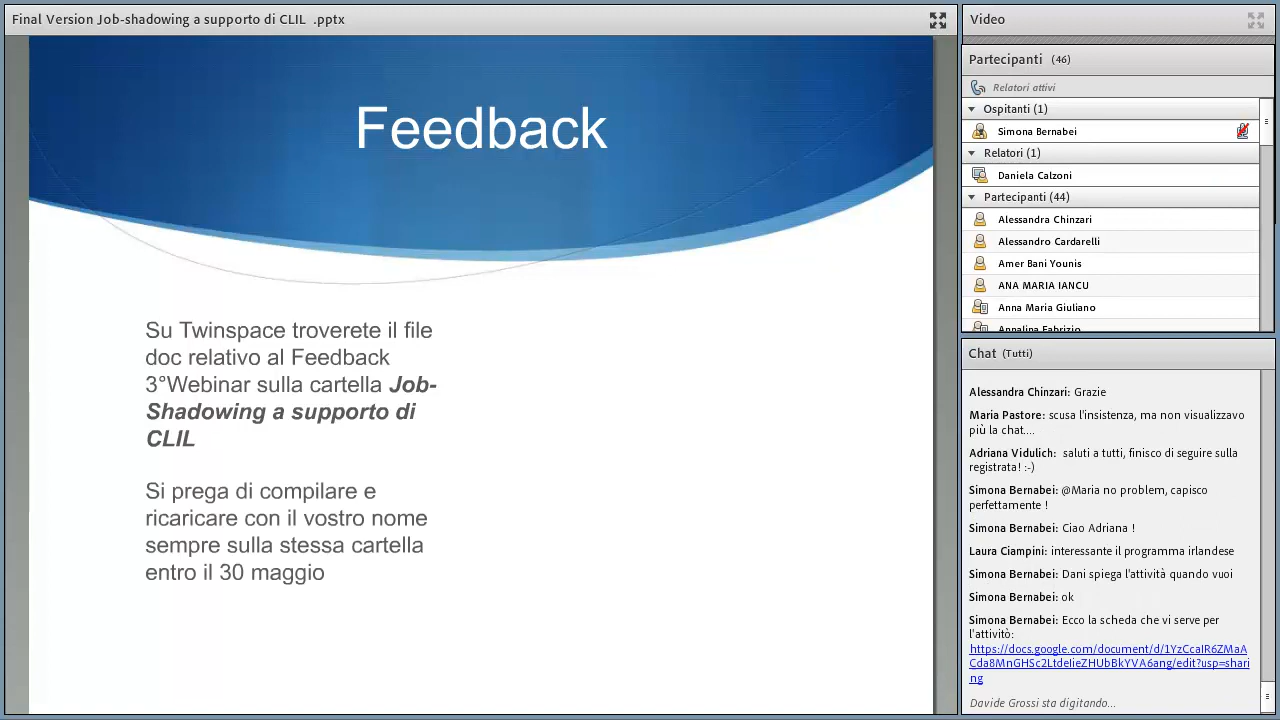 Final Version Job-shadowing a supporto di CLIL .pptx
Feedback
Su Twinspace troverete il file
doc relativo al Feedback
3°Webinar sulla cartella Job-
Shadowing a supporto di
CLIL
Si prega di compilare e
ricaricare con il vostro nome
sempre sulla stessa cartella
entro il 30 maggio
Video
Partecipanti (46)
Relatori attivi
Ospitanti (1)
Simona Bernabei
Relatori (1)
Daniela Calzoni
Partecipanti (44)
Alessandra Chinzari
Alessandro Cardarelli
Amer Bani Younis
ANA MARIA IANCU
Anna Maria Giuliano
Annalina Fabrizio
Chat (Tutti)
Alessandra Chinzari: Grazie
Maria Pastore: scusa l'insistenza, ma non visualizzavo
più la chat....
Adriana Vidulich: saluti a tutti, finisco di seguire sulla
registrata! :-)
Simona Bernabei: @Maria no problem, capisco
perfettamente !
Simona Bernabei: Ciao Adriana !
Laura Ciampini: interessante il programma irlandese
Simona Bernabei: Dani spiega l'attività quando vuoi
Simona Bernabei: ok
Simona Bernabei: Ecco la scheda che vi serve per
l'attivitò:
https://docs.google.com/document/d/1YzCcaIR6ZMaA
Cda8MnGHSc2LtdeIieZHUbBkYVA6ang/edit?usp=shari
ng
Davide Grossi sta digitando...